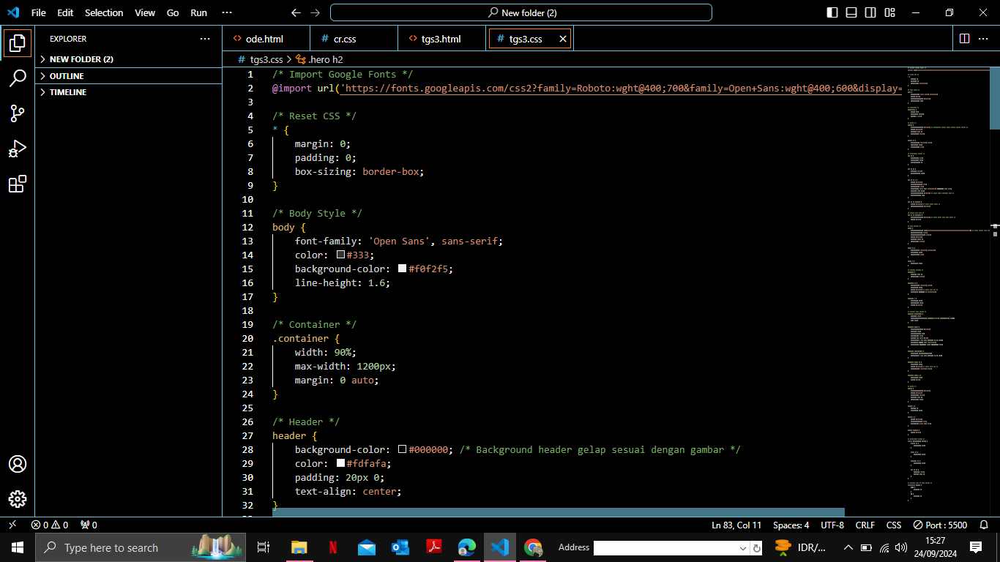 File Edit Selection View Go Run ···
New folder (2)
EXPLORER ···
NEW FOLDER (2)
OUTLINE
TIMELINE
<> ode.html # cr.css <> tgs3.html # tgs3.css ×
# tgs3.css > .hero h2
1 /* Import Google Fonts */
2 @import url('https://fonts.googleapis.com/css2?family=Roboto:wght@400;700&family=Open+Sans:wght@400;600&display=
3
4 /* Reset CSS */
5 * {
6 margin: 0;
7 padding: 0;
8 box-sizing: border-box;
9 }
10
11 /* Body Style */
12 body {
13 font-family: 'Open Sans', sans-serif;
14 color: #333;
15 background-color: #f0f2f5;
16 line-height: 1.6;
17 }
18
19 /* Container */
20 .container {
21 width: 90%;
22 max-width: 1200px;
23 margin: 0 auto;
24 }
25
26 /* Header */
27 header {
28 background-color: #000000; /* Background header gelap sesuai dengan gambar */
29 color: #fdfafa;
30 padding: 20px 0;
31 text-align: center;
32 }
0 0 0
Ln 83, Col 11 Spaces: 4 UTF-8 CRLF CSS Port : 5500
Type here to search
Address
IDR/...
15:27
24/09/2024